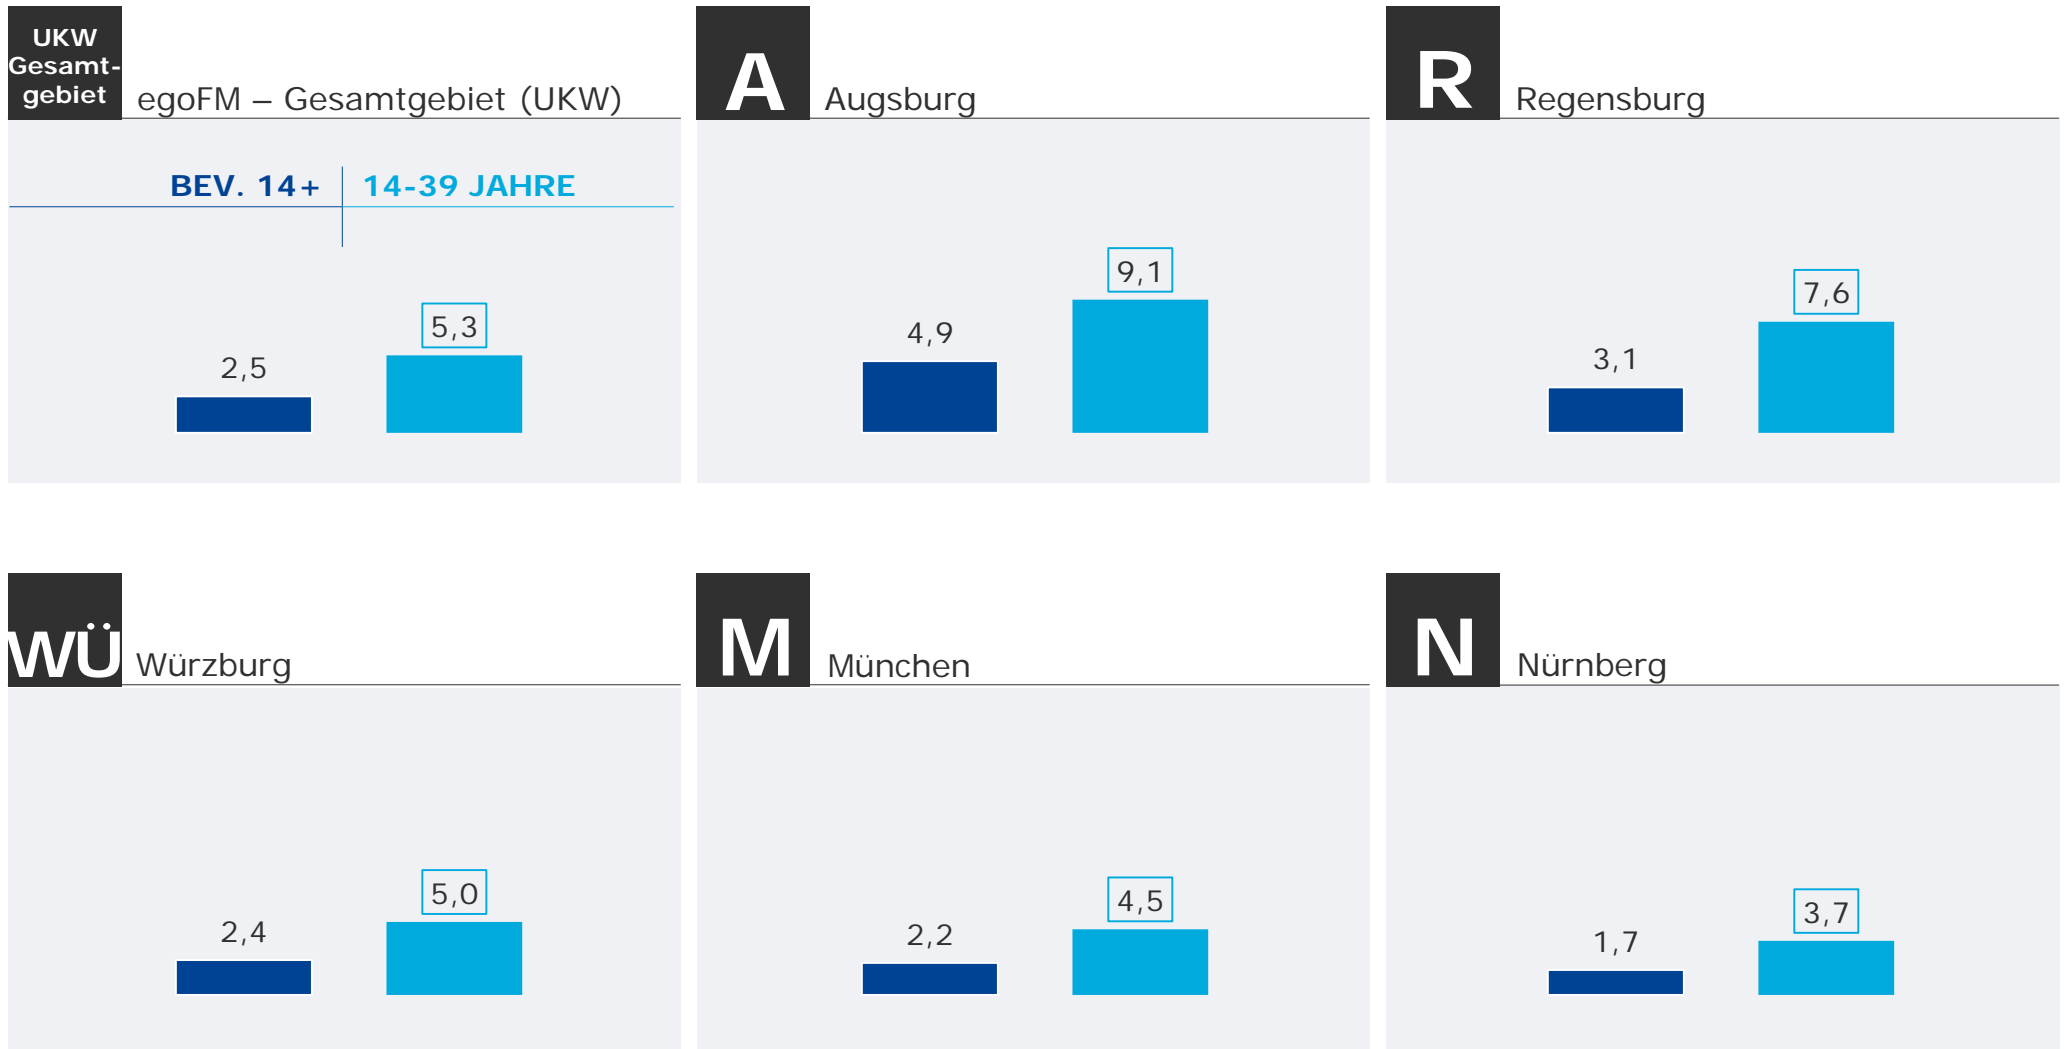 UKW
Gesamt-
gebiet
egoFM – Gesamtgebiet (UKW)
BEV. 14+
14-39 JAHRE
2,5
5,3
A
Augsburg
4,9
9,1
R
Regensburg
3,1
7,6
WÜ
Würzburg
2,4
5,0
M
München
2,2
4,5
N
Nürnberg
1,7
3,7